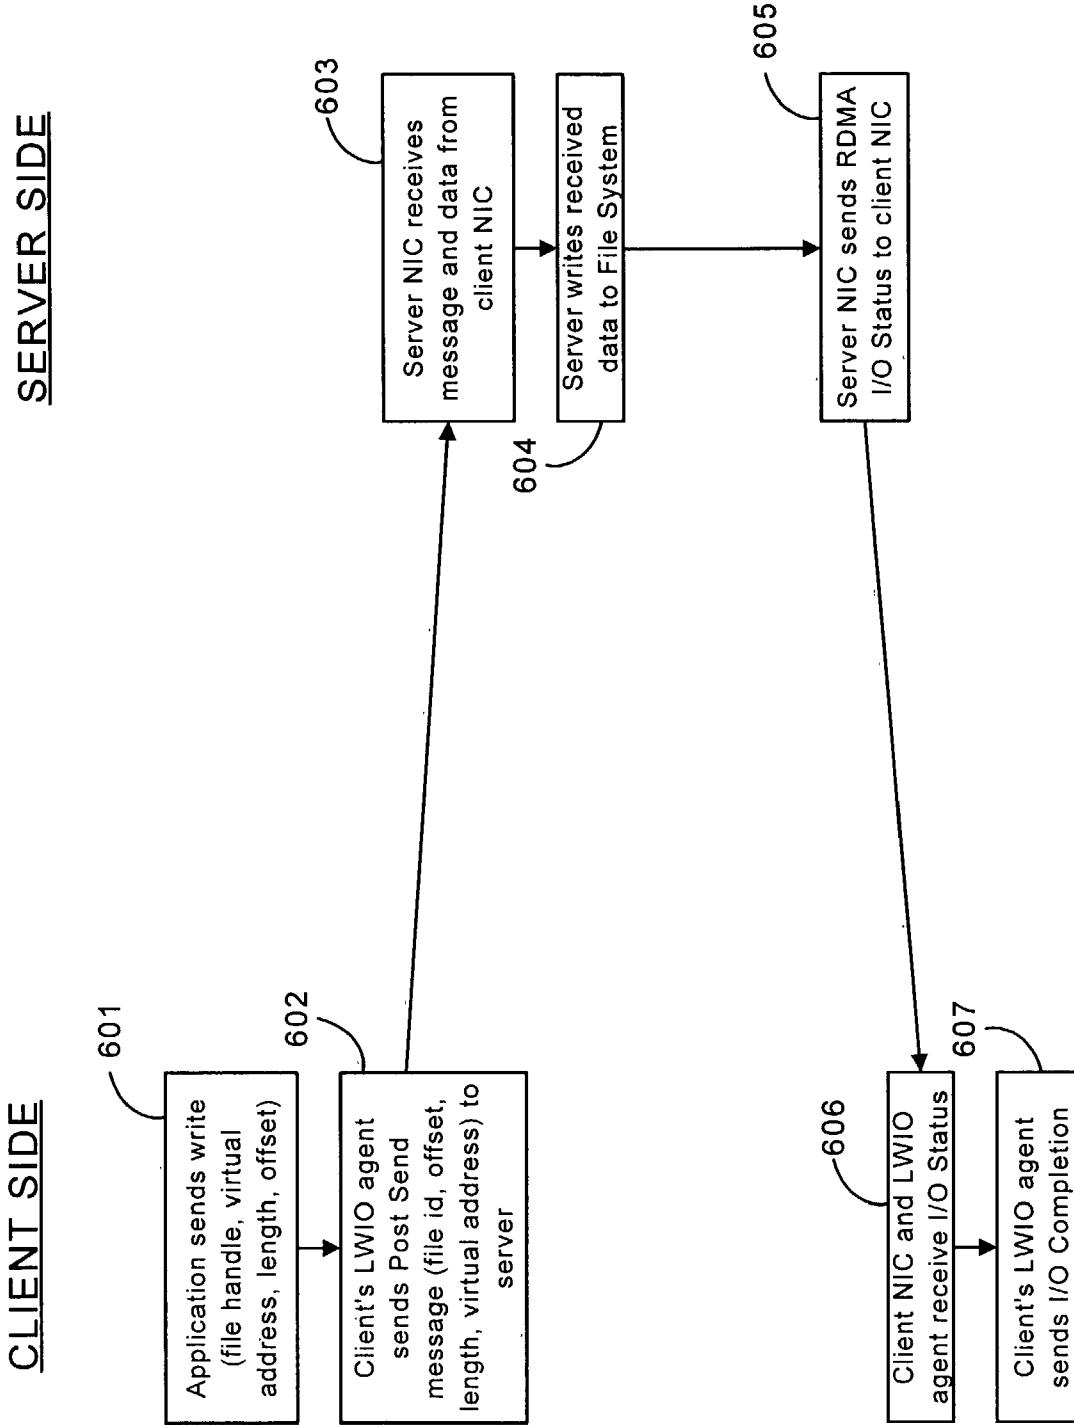 CLIENT SIDE
SERVER SIDE
601
Application sends write
(file handle, virtual
address, length, offset)
602
Client's LWIO agent
sends Post Send
message (file id, offset,
length, virtual address) to
server
603
Server NIC receives
message and data from
client NIC
604
Server writes received
data to File System
605
Server NIC sends RDMA
I/O Status to client NIC
606
Client NIC and LWIO
agent receive I/O Status
607
Client's LWIO agent
sends I/O Completion